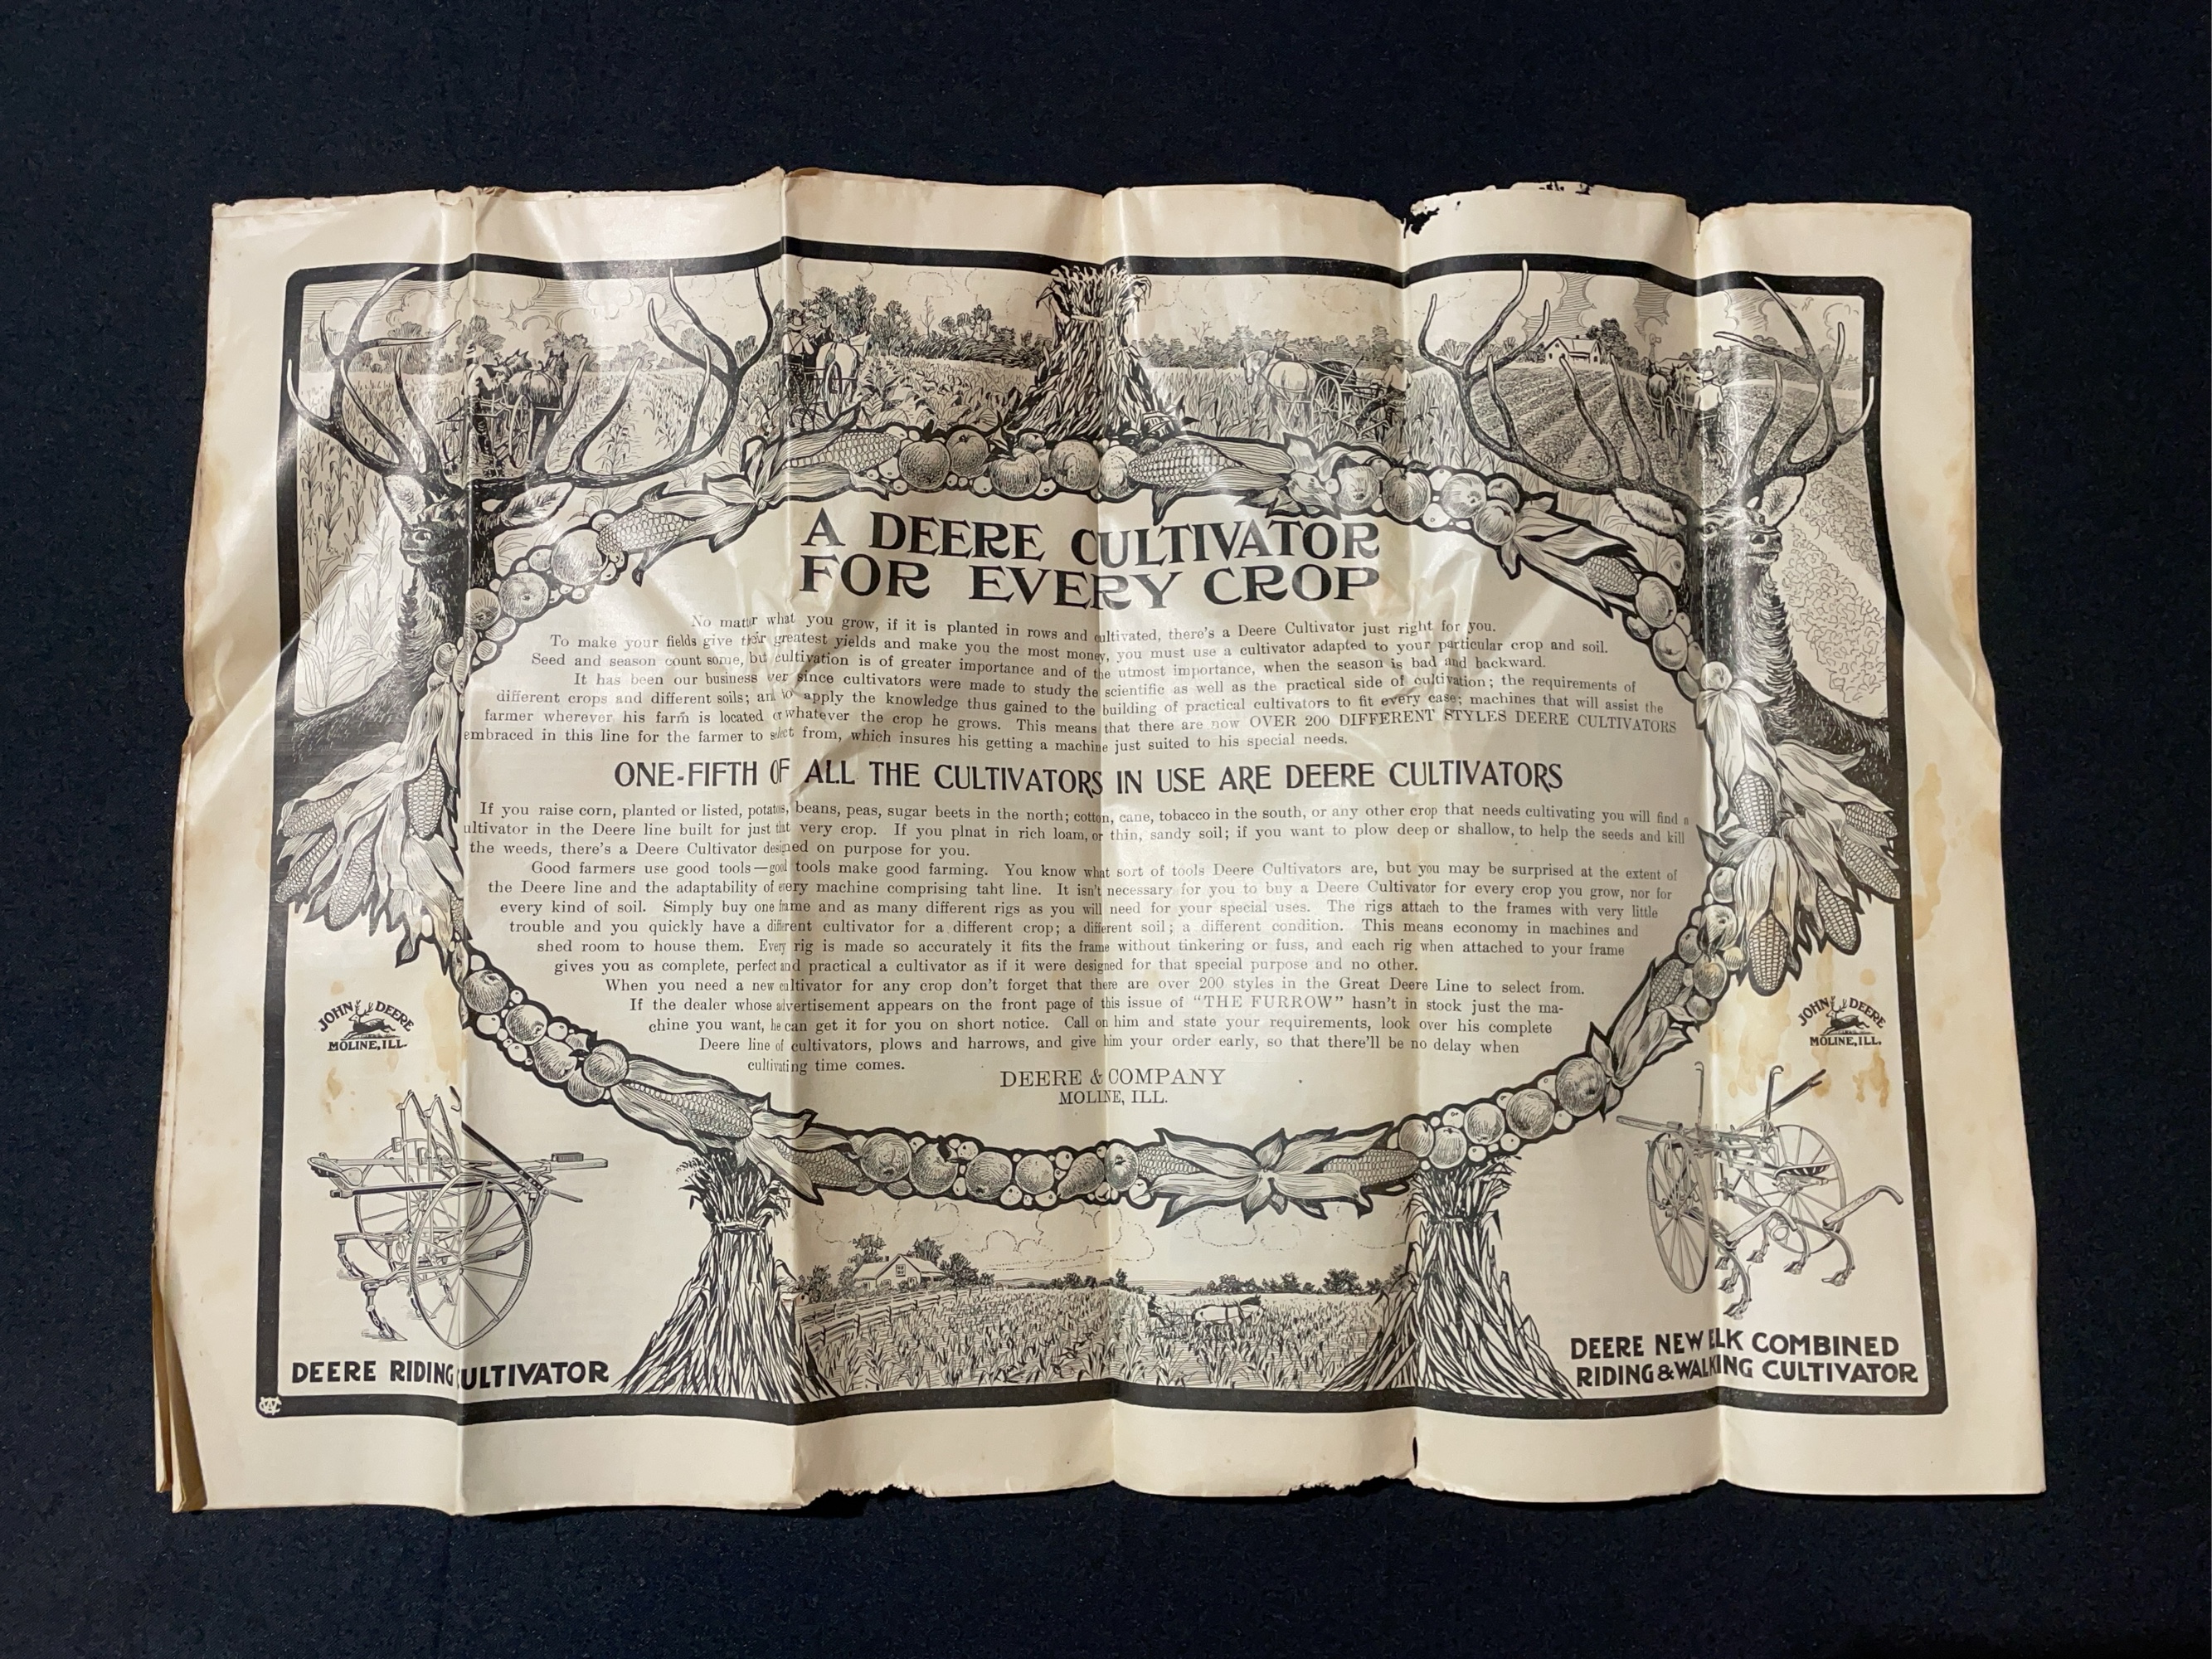 A DEERE CULTIVATOR
FOR EVERY CROP
No matter what you grow, if it is planted in rows and cultivated, there's a Deere Cultivator just right for you.
To make your fields give their greatest yields and make you the most money, you must use a cultivator adapted to your particular crop and soil.
Seed and season count some, but cultivation is of greater importance and of the utmost importance, when the season is bad and backward.
It has been our business ever since cultivators were made to study the scientific as well as the practical side of cultivation; the requirements of
different crops and different soils; and to apply the knowledge thus gained to the building of practical cultivators to fit every case; machines that will assist the
farmer wherever his farm is located or whatever the crop he grows. This means that there are now OVER 200 DIFFERENT STYLES DEERE CULTIVATORS
embraced in this line for the farmer to select from, which insures his getting a machine just suited to his special needs.
ONE-FIFTH OF ALL THE CULTIVATORS IN USE ARE DEERE CULTIVATORS
If you raise corn, planted or listed, potatoes, beans, peas, sugar beets in the north; cotton, cane, tobacco in the south, or any other crop that needs cultivating you will find a
cultivator in the Deere line built for just that very crop. If you plnat in rich loam, or thin, sandy soil; if you want to plow deep or shallow, to help the seeds and kill
the weeds, there's a Deere Cultivator designed on purpose for you.
Good farmers use good tools—good tools make good farming. You know what sort of tools Deere Cultivators are, but you may be surprised at the extent of
the Deere line and the adaptability of every machine comprising taht line. It isn't necessary for you to buy a Deere Cultivator for every crop you grow, nor for
every kind of soil. Simply buy one frame and as many different rigs as you will need for your special uses. The rigs attach to the frames with very little
trouble and you quickly have a different cultivator for a different crop; a different soil; a different condition. This means economy in machines and
shed room to house them. Every rig is made so accurately it fits the frame without tinkering or fuss, and each rig when attached to your frame
gives you as complete, perfect and practical a cultivator as if it were designed for that special purpose and no other.
When you need a new cultivator for any crop don't forget that there are over 200 styles in the Great Deere Line to select from.
If the dealer whose advertisement appears on the front page of this issue of "THE FURROW" hasn't in stock just the ma-
chine you want, he can get it for you on short notice. Call on him and state your requirements, look over his complete
Deere line of cultivators, plows and harrows, and give him your order early, so that there'll be no delay when
cultivating time comes.
DEERE & COMPANY
MOLINE, ILL.
JOHN DEERE
MOLINE, ILL.
JOHN DEERE
MOLINE, ILL.
DEERE RIDING CULTIVATOR
DEERE NEW ELK COMBINED
RIDING & WALKING CULTIVATOR